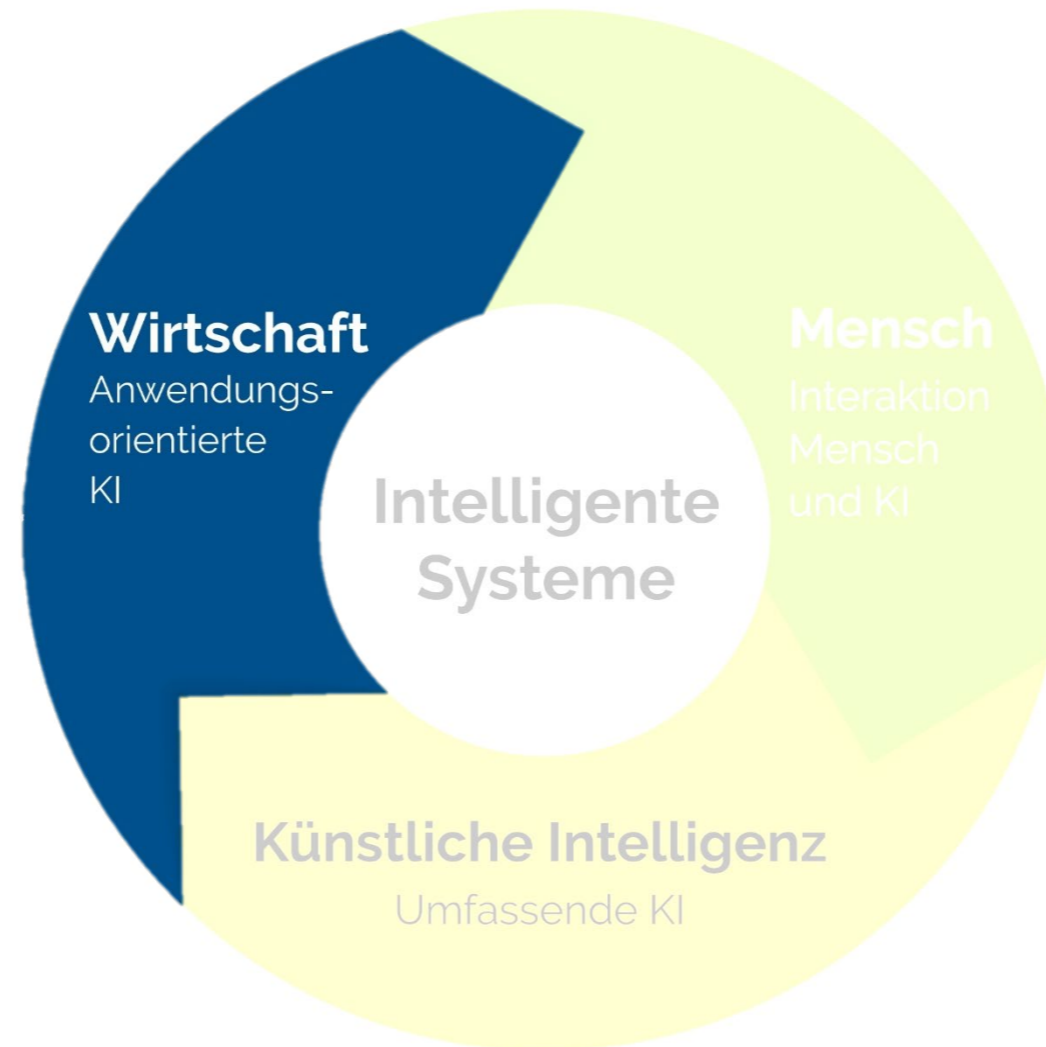 Wirtschaft
Anwendungs-
orientierte
KI
Mensch
Interaktion
Mensch
und KI
Intelligente
Systeme
Künstliche Intelligenz
Umfassende KI